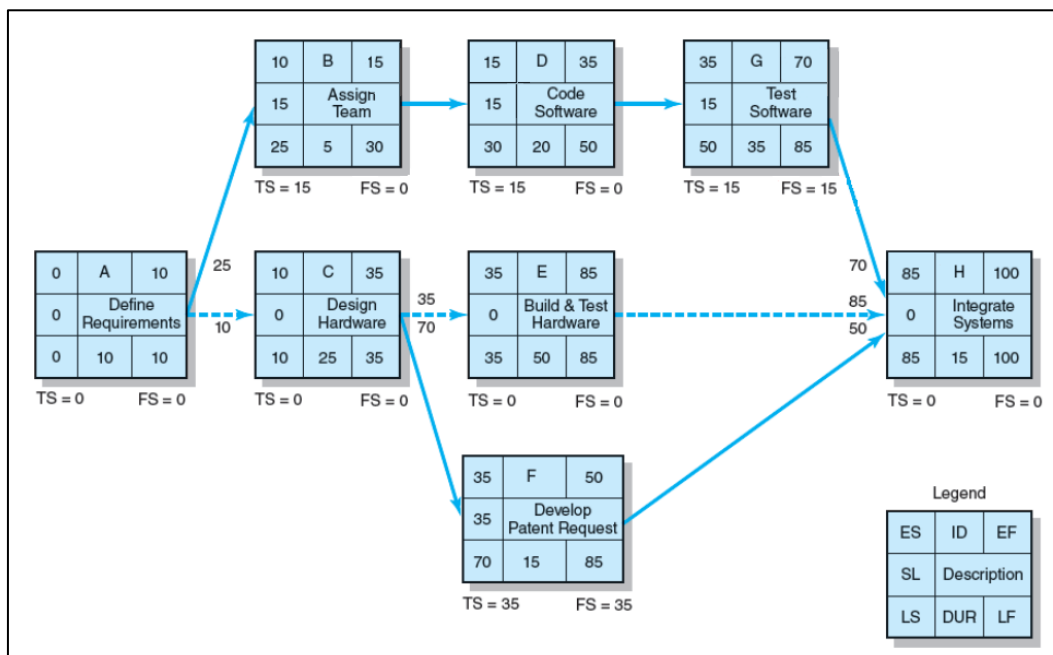 10 B 15
15 Assign
Team
25 5 30
TS = 15 FS = 0
15 D 35
15 Code
Software
30 20 50
TS = 15 FS = 0
35 G 70
15 Test
Software
50 35 85
TS = 15 FS = 15
0 A 10
0 Define
Requirements
0 10 10
TS = 0 FS = 0
25
10
10 C 35
0 Design
Hardware
10 25 35
TS = 0 FS = 0
35
70
35 E 85
0 Build & Test
Hardware
35 50 85
TS = 0 FS = 0
70
85
50
85 H 100
0 Integrate
Systems
85 15 100
TS = 0 FS = 0
35 F 50
35 Develop
Patent Request
70 15 85
TS = 35 FS = 35
Legend
ES ID EF
SL Description
LS DUR LF